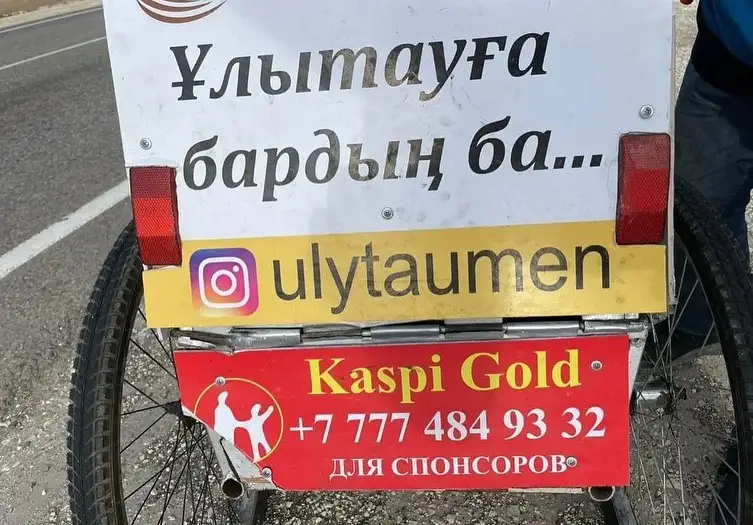 Ұлытауға
бардың ба...
ulytaumen
Kaspi Gold
+7 777 484 93 32
ДЛЯ СПОНСОРОВ